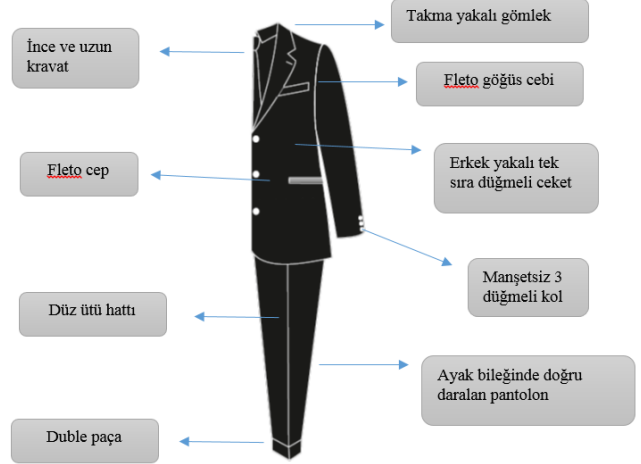 Takma yakalı gömlek
İnce ve uzun
kravat
Fleto göğüs cebi
Erkek yakalı tek
sıra düğmeli ceket
Fleto cep
Manşetsiz 3
düğmeli kol
Düz ütü hattı
Ayak bileğinde doğru
daralan pantolon
Duble paça